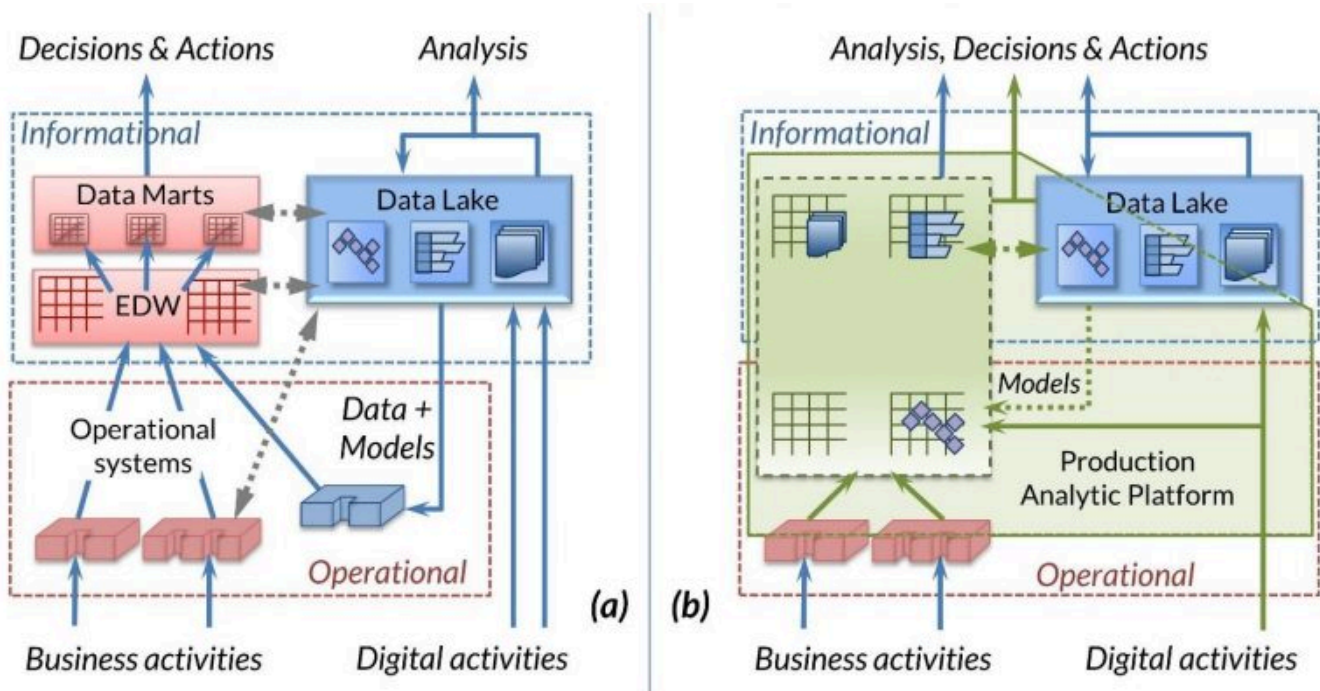 Decisions & Actions
Analysis
Informational
Data Marts
Data Lake
EDW
Operational
systems
Data +
Models
Operational
(a)
Business activities
Digital activities
Analysis, Decisions & Actions
Informational
Data Lake
Models
Production
Analytic Platform
Operational
(b)
Business activities
Digital activities